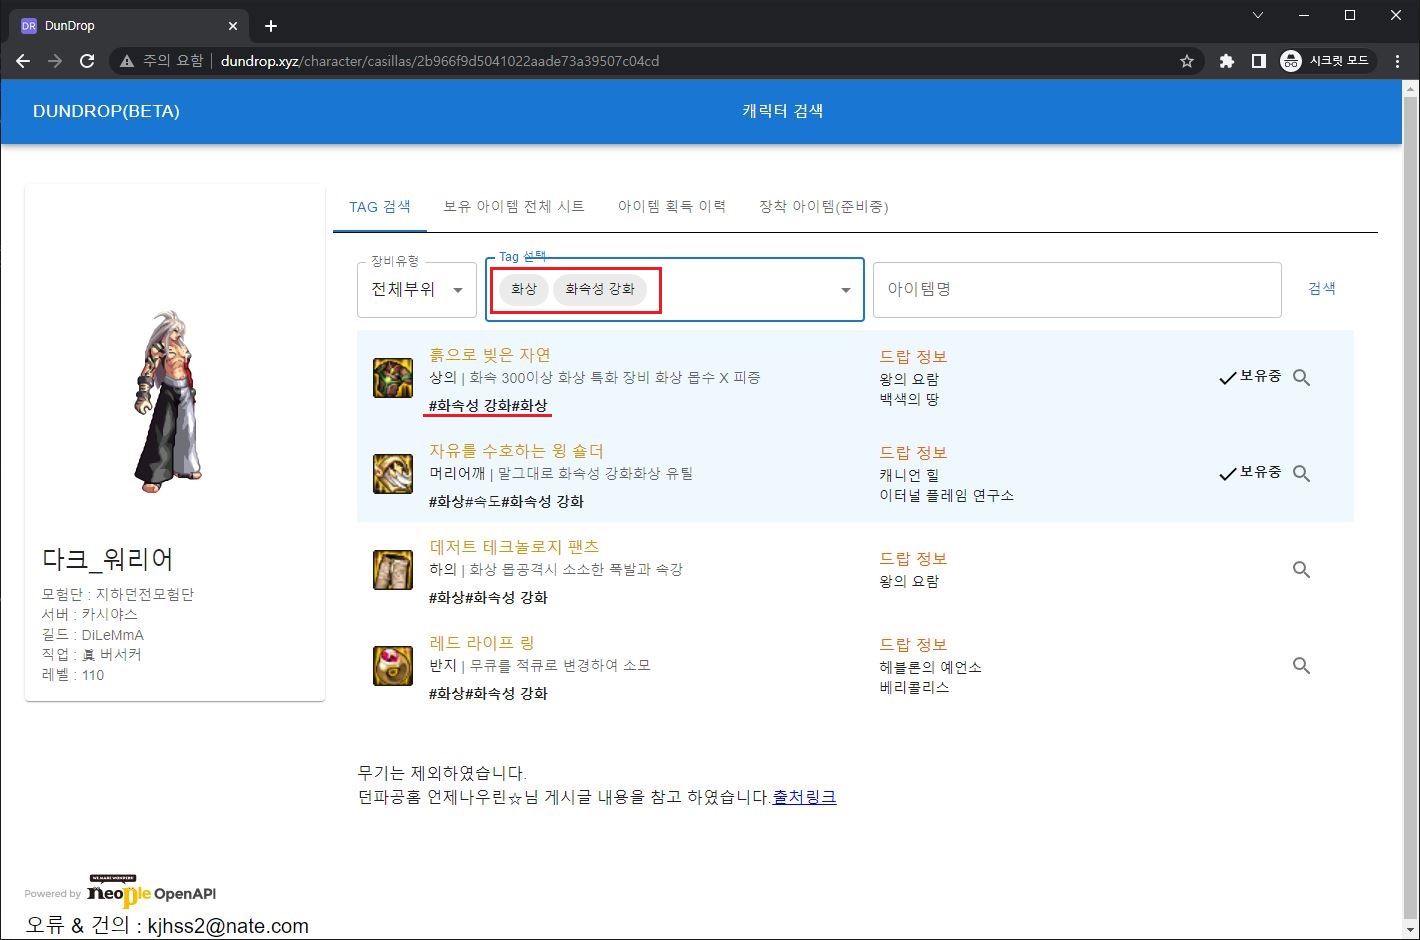 DR DunDrop
주의 요함 | dundrop.xyz/character/casillas/2b966f9d5041022aade73a39507c04cd
시크릿 모드
DUNDROP(BETA)
캐릭터 검색
TAG 검색
보유 아이템 전체 시트
아이템 획득 이력
장착 아이템(준비중)
장비유형
전체부위
Tag 선택
화상
화속성 강화
아이템명
검색
흙으로 빚은 자연
상의 | 화속 300이상 화상 특화 장비 화상 몹수 X 피증
#화속성 강화#화상
드랍 정보
왕의 요람
백색의 땅
보유중
자유를 수호하는 윙 숄더
머리어깨 | 말그대로 화속성 강화화상 유틸
#화상#속도#화속성 강화
드랍 정보
캐니언 힐
이터널 플레임 연구소
보유중
데저트 테크놀로지 팬츠
하의 | 화상 몹공격시 소소한 폭발과 속강
#화상#화속성 강화
드랍 정보
왕의 요람
레드 라이프 링
반지 | 무큐를 적큐로 변경하여 소모
#화상#화속성 강화
드랍 정보
헤블론의 예언소
베리콜리스
다크_워리어
모험단 : 지하던전모험단
서버 : 카시야스
길드 : DiLeMmA
직업 : 眞 버서커
레벨 : 110
무기는 제외하였습니다.
던파공홈 언제나우린☆님 게시글 내용을 참고 하였습니다.출처링크
WE MAKE WONDERS!
Powered by neople OpenAPI
오류 & 건의 : kjhss2@nate.com